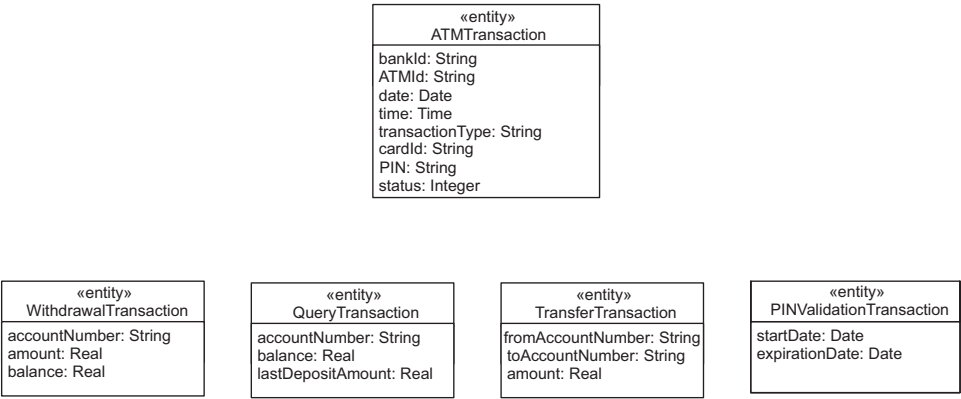 «entity»
ATMTransaction
bankId: String
ATMId: String
date: Date
time: Time
transactionType: String
cardId: String
PIN: String
status: Integer
«entity»
WithdrawalTransaction
accountNumber: String
amount: Real
balance: Real
«entity»
QueryTransaction
accountNumber: String
balance: Real
lastDepositAmount: Real
«entity»
TransferTransaction
fromAccountNumber: String
toAccountNumber: String
amount: Real
«entity»
PINValidationTransaction
startDate: Date
expirationDate: Date